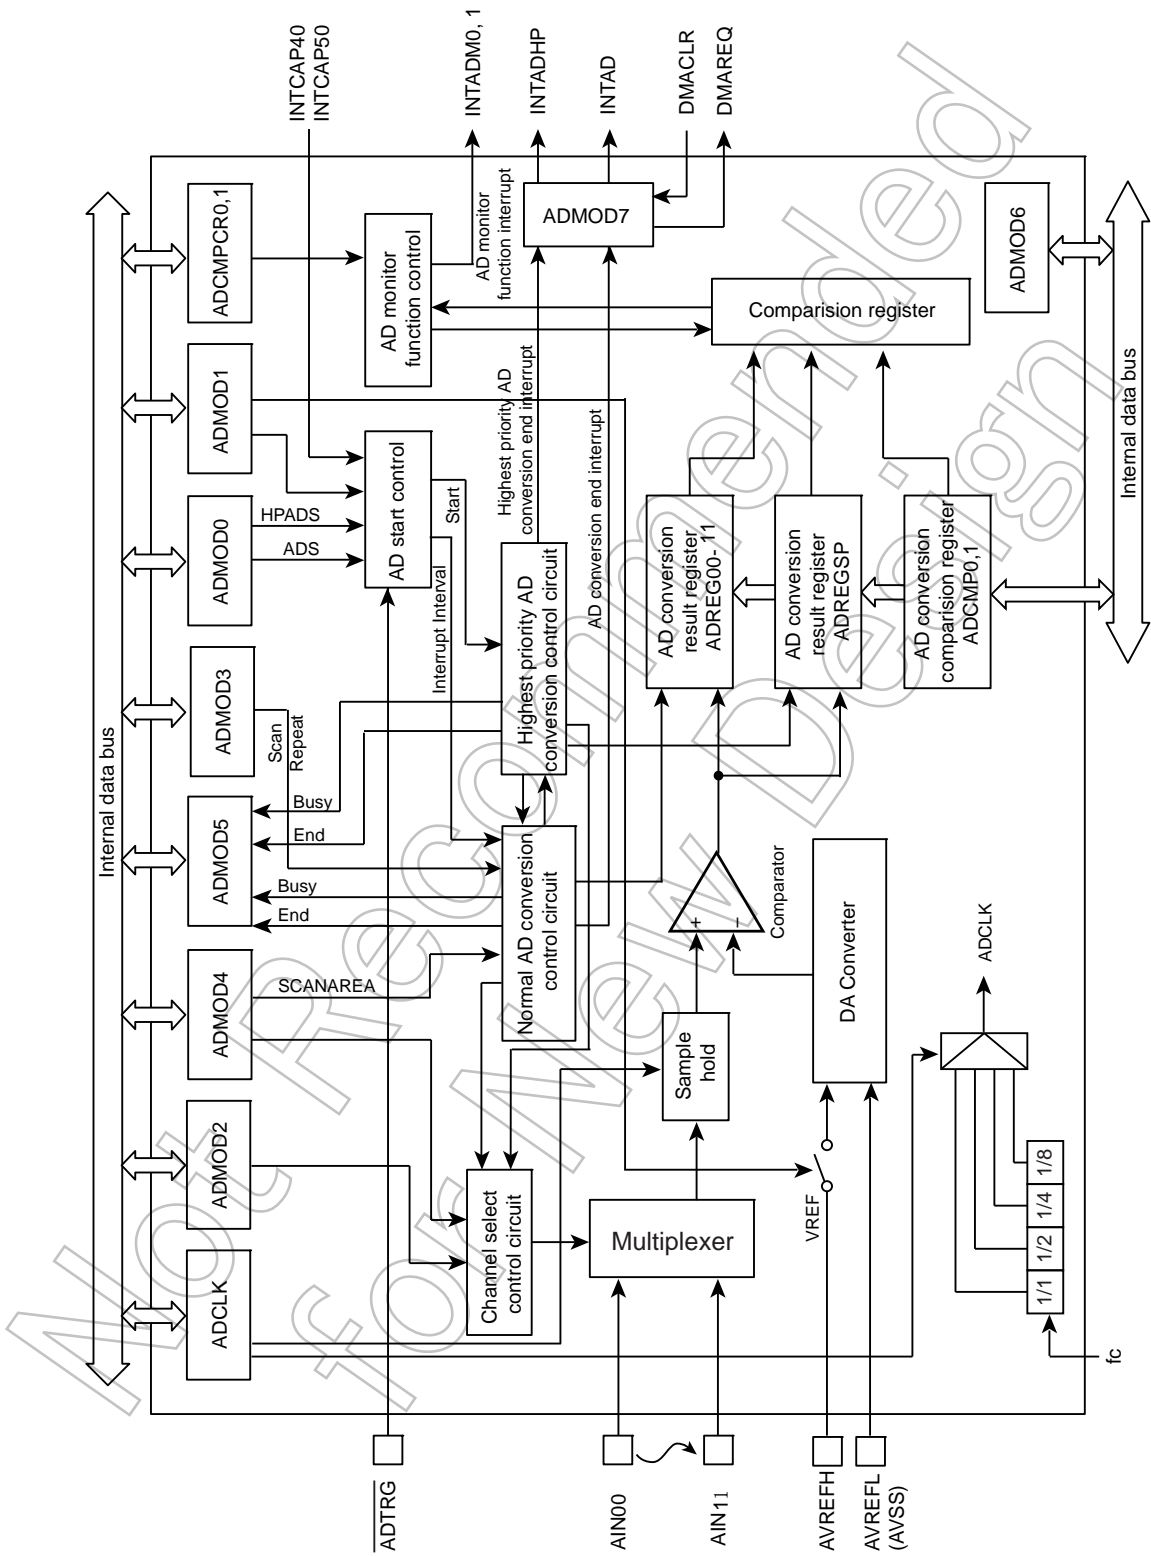 Internal data bus
ADCLK
ADMOD2
ADMOD4
ADMOD5
ADMOD3
ADMOD0
ADMOD1
ADCMPCR0,1
SCANAREA
End
Busy
End
Busy
Scan
Repeat
ADS
HPADS
INTCAP40
INTCAP50
ADTRG
AD start control
AD monitor
function control
Interrupt Interval
Start
INTADM0, 1
AD monitor
function interrupt
Channel select
control circuit
Normal AD conversion
control circuit
Highest priority AD
conversion control circuit
Highest priority AD
conversion end interrupt
ADMOD7
INTADHP
INTAD
AD conversion end interrupt
DMACLR
DMAREQ
AIN00
AIN11
Multiplexer
Sample
hold
+
−
Comparator
AD conversion
result register
ADREG00- 11
AD conversion
result register
ADREGSP
AD conversion
comparision register
ADCMP0,1
Comparision register
AVREFH
AVREFL
(AVSS)
VREF
DA Converter
ADCLK
ADMOD6
1/1
1/2
1/4
1/8
fc
Internal data bus
Not Recommended
for New Design